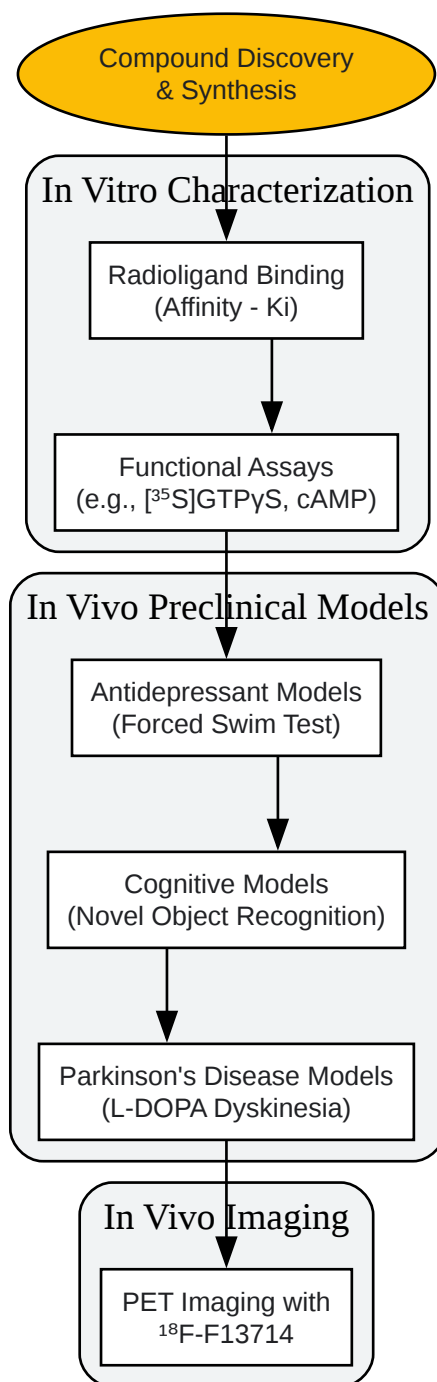 Compound Discovery
& Synthesis
In Vitro Characterization
Radioligand Binding
(Affinity - Ki)
Functional Assays
(e.g., [³⁵S]GTPγS, cAMP)
In Vivo Preclinical Models
Antidepressant Models
(Forced Swim Test)
Cognitive Models
(Novel Object Recognition)
Parkinson's Disease Models
(L-DOPA Dyskinesia)
In Vivo Imaging
PET Imaging with
¹⁸F-F13714